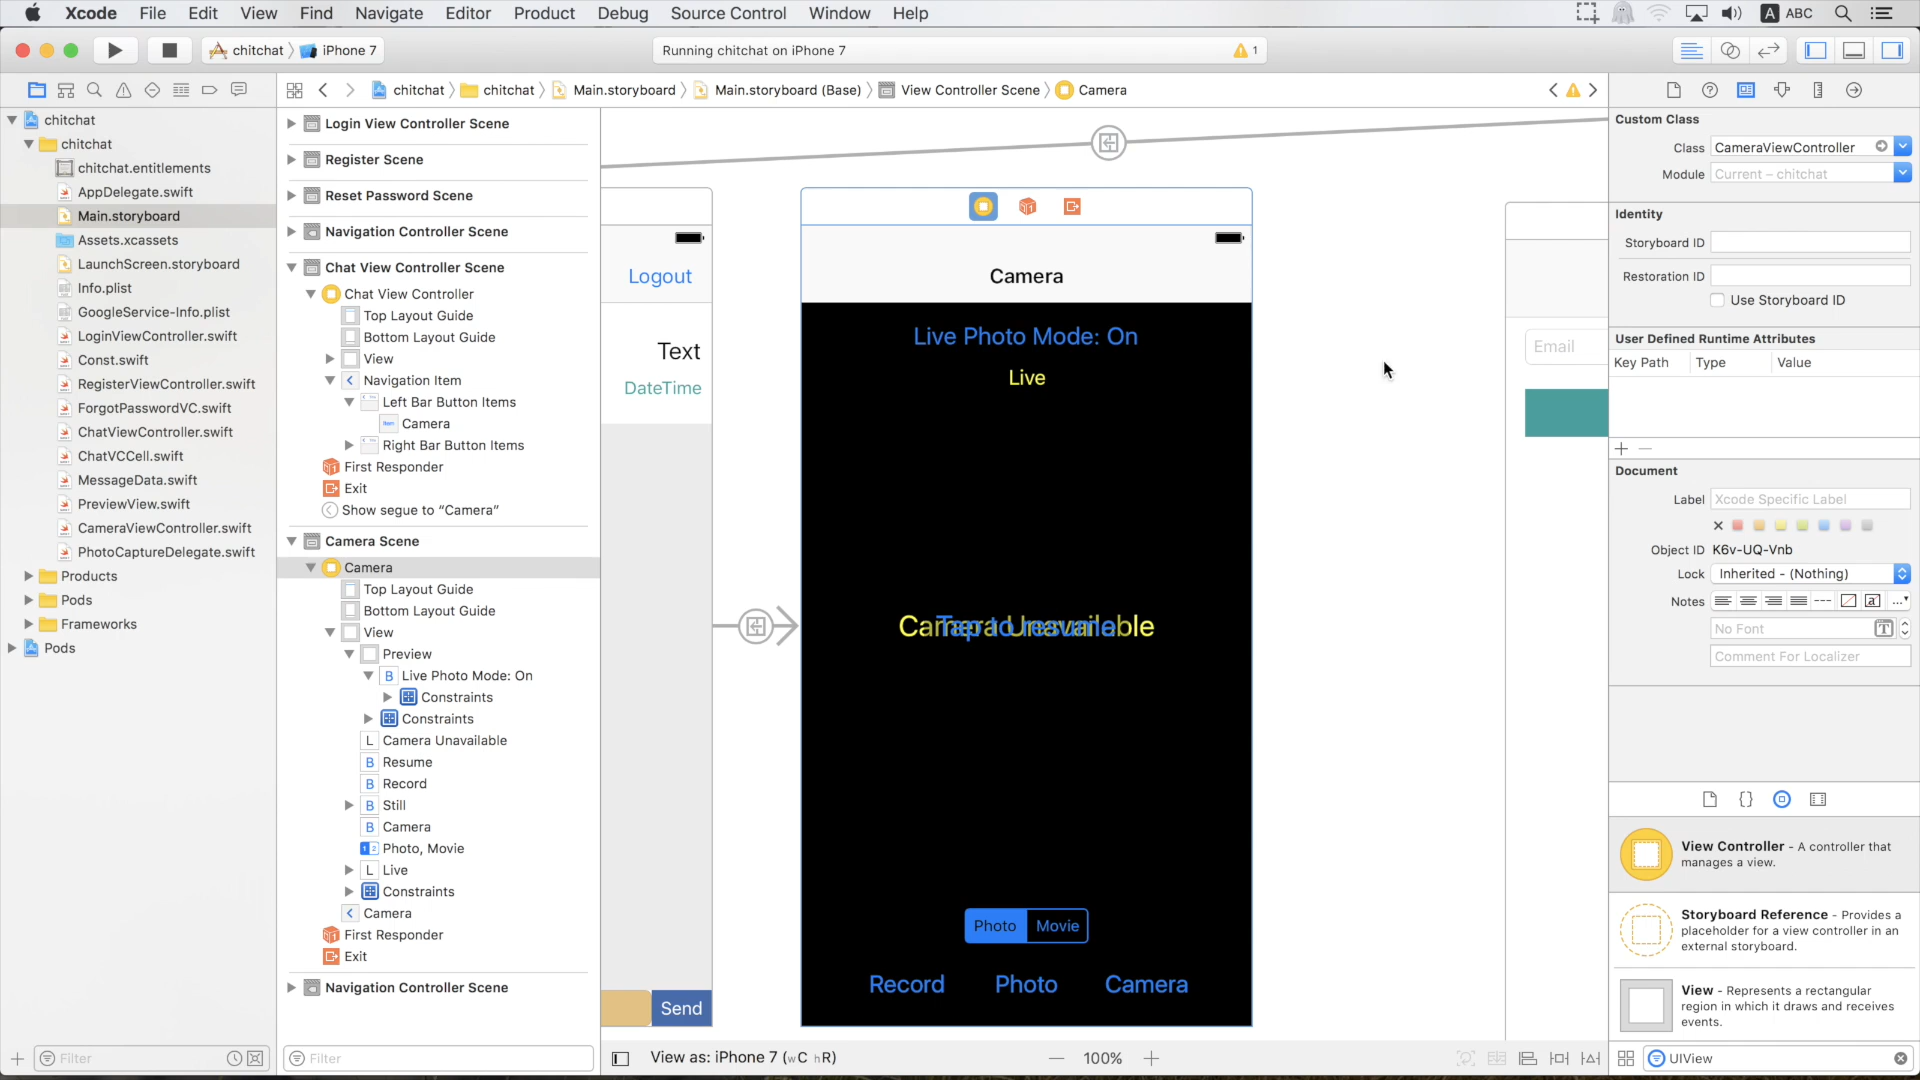 Xcode File Edit View Find Navigate Editor Product Debug Source Control Window Help A ABC
chitchat iPhone 7
Running chitchat on iPhone 7
1
chitchat chitchat Main.storyboard Main.storyboard (Base) View Controller Scene Camera
chitchat
chitchat
chitchat.entitlements
AppDelegate.swift
Main.storyboard
Assets.xcassets
LaunchScreen.storyboard
Info.plist
GoogleService-Info.plist
LoginViewController.swift
Const.swift
RegisterViewController.swift
ForgotPasswordVC.swift
ChatViewController.swift
ChatVCCell.swift
MessageData.swift
PreviewView.swift
CameraViewController.swift
PhotoCaptureDelegate.swift
Products
Pods
Frameworks
Pods
Filter
Login View Controller Scene
Register Scene
Reset Password Scene
Navigation Controller Scene
Chat View Controller Scene
Chat View Controller
Top Layout Guide
Bottom Layout Guide
View
Navigation Item
Left Bar Button Items
Camera
Right Bar Button Items
First Responder
Exit
Show segue to “Camera”
Camera Scene
Camera
Top Layout Guide
Bottom Layout Guide
View
Preview
B Live Photo Mode: On
Constraints
Constraints
L Camera Unavailable
B Resume
B Record
B Still
B Camera
1 2 Photo, Movie
L Live
Constraints
Camera
First Responder
Exit
Navigation Controller Scene
Filter
Logout
Text
DateTime
Send
Camera
Live Photo Mode: On
Live
Camera Unavailable
Tap to resume
Photo Movie
Record Photo Camera
Email
View as: iPhone 7 (wC hR)
100%
Custom Class
Class CameraViewController
Module Current – chitchat
Identity
Storyboard ID
Restoration ID
Use Storyboard ID
User Defined Runtime Attributes
Key Path Type Value
Document
Label Xcode Specific Label
Object ID K6v-UQ-Vnb
Lock Inherited - (Nothing)
Notes
No Font
Comment For Localizer
View Controller - A controller that
manages a view.
Storyboard Reference - Provides a
placeholder for a view controller in an
external storyboard.
View - Represents a rectangular
region in which it draws and receives
events.
UIView